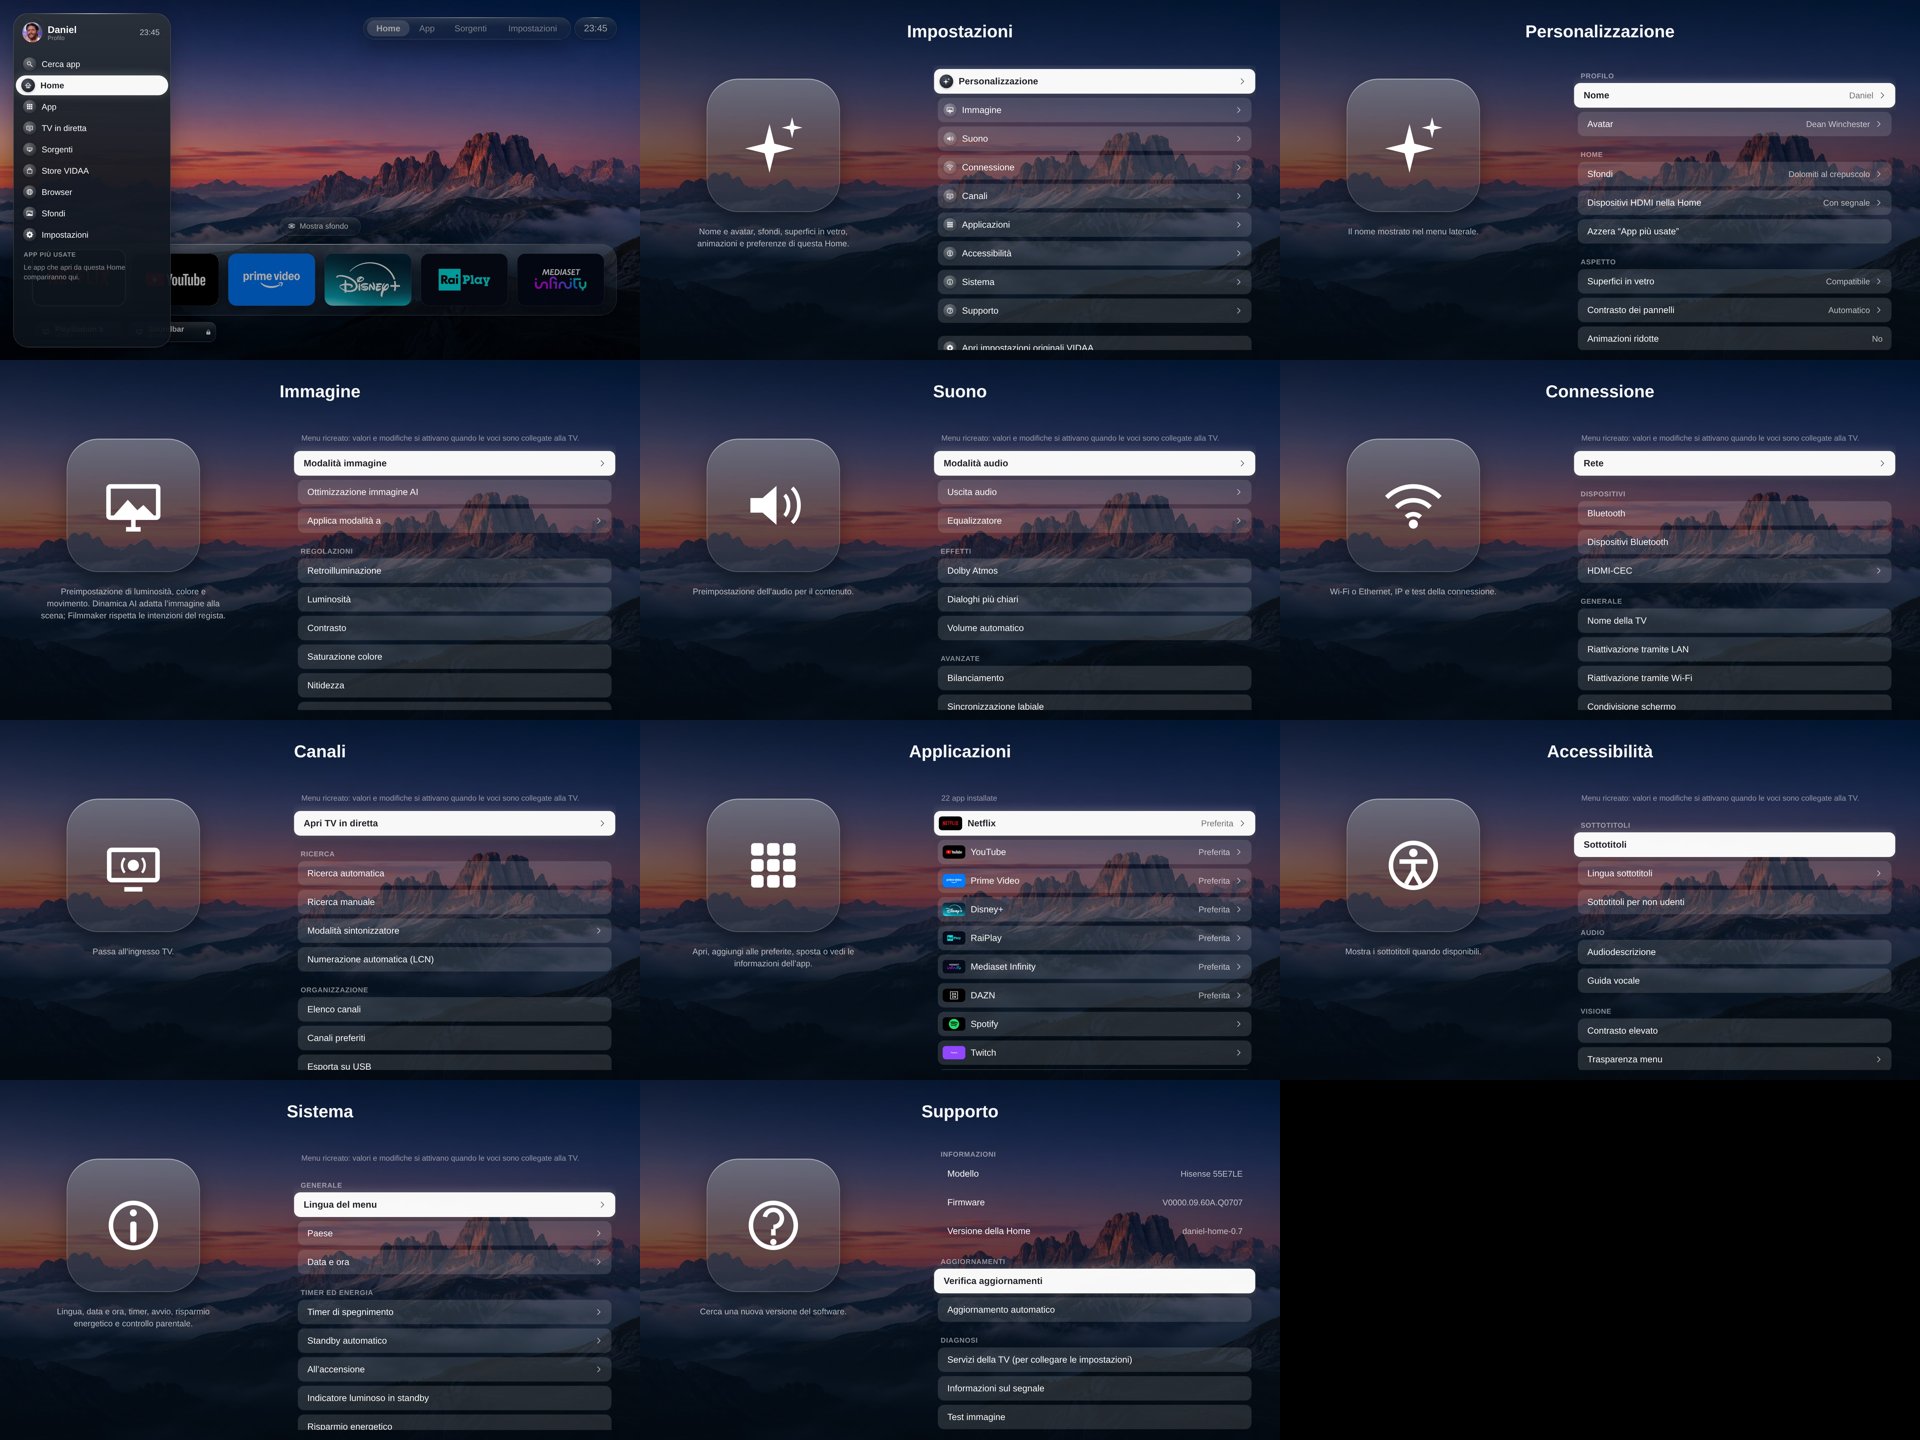 Daniel
Profilo
23:45
Cerca app
Home
App
TV in diretta
Sorgenti
Store VIDAA
Browser
Sfondi
Impostazioni
APP PIÙ USATE
Le app che apri da questa Home
compariranno qui.
Home
App
Sorgenti
Impostazioni
23:45
Mostra sfondo
YouTube
prime video
Disney+
Rai Play
MEDIASET
infinity
Impostazioni
Personalizzazione
Immagine
Suono
Connessione
Canali
Applicazioni
Accessibilità
Sistema
Supporto
Apri impostazioni originali VIDAA
Nome e avatar, sfondi, superfici in vetro,
animazioni e preferenze di questa Home.
Personalizzazione
Il nome mostrato nel menu laterale.
PROFILO
Nome Daniel
Avatar Dean Winchester
HOME
Sfondi Dolomiti al crepuscolo
Dispositivi HDMI nella Home Con segnale
Azzera “App più usate”
ASPETTO
Superfici in vetro Compatibile
Contrasto dei pannelli Automatico
Animazioni ridotte No
Immagine
Preimpostazione di luminosità, colore e
movimento. Dinamica AI adatta l’immagine alla
scena; Filmmaker rispetta le intenzioni del regista.
Menu ricreato: valori e modifiche si attivano quando le voci sono collegate alla TV.
Modalità immagine
Ottimizzazione immagine AI
Applica modalità a
REGOLAZIONI
Retroilluminazione
Luminosità
Contrasto
Saturazione colore
Nitidezza
Suono
Preimpostazione dell’audio per il contenuto.
Menu ricreato: valori e modifiche si attivano quando le voci sono collegate alla TV.
Modalità audio
Uscita audio
Equalizzatore
EFFETTI
Dolby Atmos
Dialoghi più chiari
Volume automatico
AVANZATE
Bilanciamento
Sincronizzazione labiale
Connessione
Wi-Fi o Ethernet, IP e test della connessione.
Menu ricreato: valori e modifiche si attivano quando le voci sono collegate alla TV.
Rete
DISPOSITIVI
Bluetooth
Dispositivi Bluetooth
HDMI-CEC
GENERALE
Nome della TV
Riattivazione tramite LAN
Riattivazione tramite Wi-Fi
Condivisione schermo
Canali
Passa all’ingresso TV.
Menu ricreato: valori e modifiche si attivano quando le voci sono collegate alla TV.
Apri TV in diretta
RICERCA
Ricerca automatica
Ricerca manuale
Modalità sintonizzatore
Numerazione automatica (LCN)
ORGANIZZAZIONE
Elenco canali
Canali preferiti
Esporta su USB
Applicazioni
Apri, aggiungi alle preferite, sposta o vedi le
informazioni dell’app.
22 app installate
Netflix Preferita
YouTube Preferita
Prime Video Preferita
Disney+ Preferita
RaiPlay Preferita
Mediaset Infinity Preferita
DAZN Preferita
Spotify
Twitch
Accessibilità
Mostra i sottotitoli quando disponibili.
Menu ricreato: valori e modifiche si attivano quando le voci sono collegate alla TV.
SOTTOTITOLI
Sottotitoli
Lingua sottotitoli
Sottotitoli per non udenti
AUDIO
Audiodescrizione
Guida vocale
VISIONE
Contrasto elevato
Trasparenza menu
Sistema
Lingua, data e ora, timer, avvio, risparmio
energetico e controllo parentale.
Menu ricreato: valori e modifiche si attivano quando le voci sono collegate alla TV.
GENERALE
Lingua del menu
Paese
Data e ora
TIMER ED ENERGIA
Timer di spegnimento
Standby automatico
All’accensione
Indicatore luminoso in standby
Risparmio energetico
Supporto
Cerca una nuova versione del software.
INFORMAZIONI
Modello Hisense 55E7LE
Firmware V0000.09.60A.Q0707
Versione della Home daniel-home-0.7
AGGIORNAMENTI
Verifica aggiornamenti
Aggiornamento automatico
DIAGNOSI
Servizi della TV (per collegare le impostazioni)
Informazioni sul segnale
Test immagine